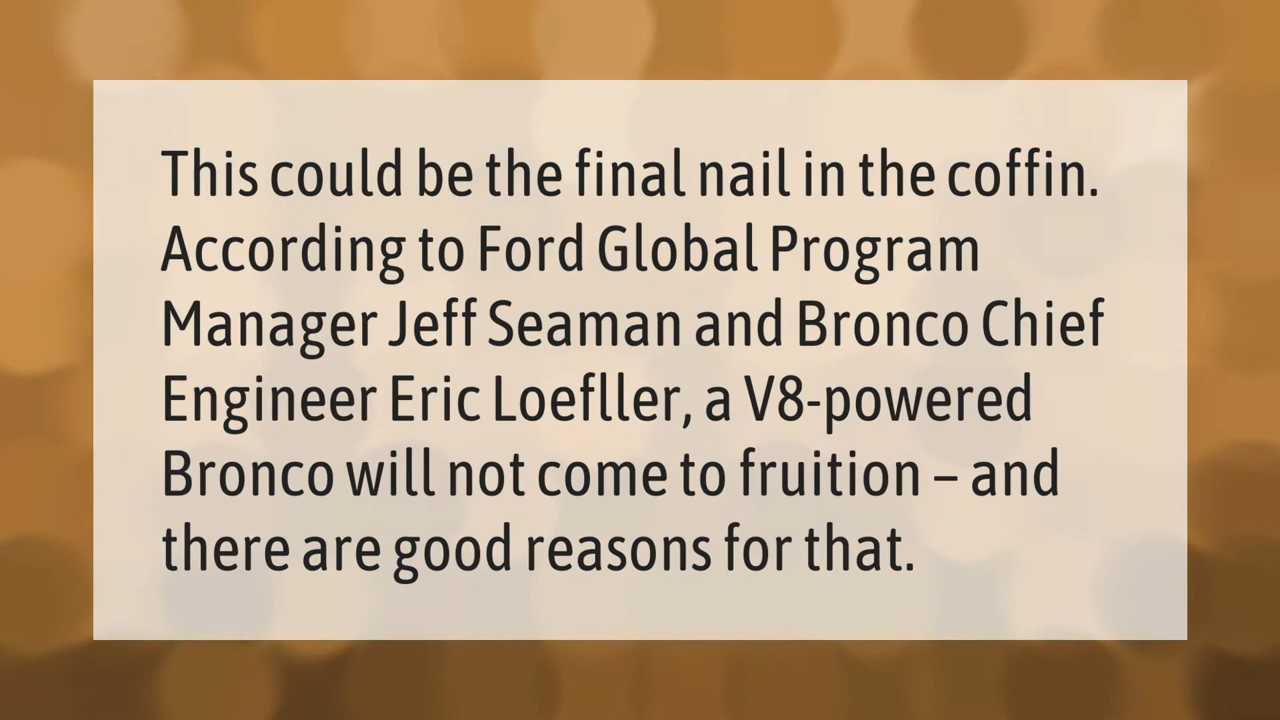 This could be the final nail in the coffin.
According to Ford Global Program
Manager Jeff Seaman and Bronco Chief
Engineer Eric Loefller, a V8-powered
Bronco will not come to fruition – and
there are good reasons for that.